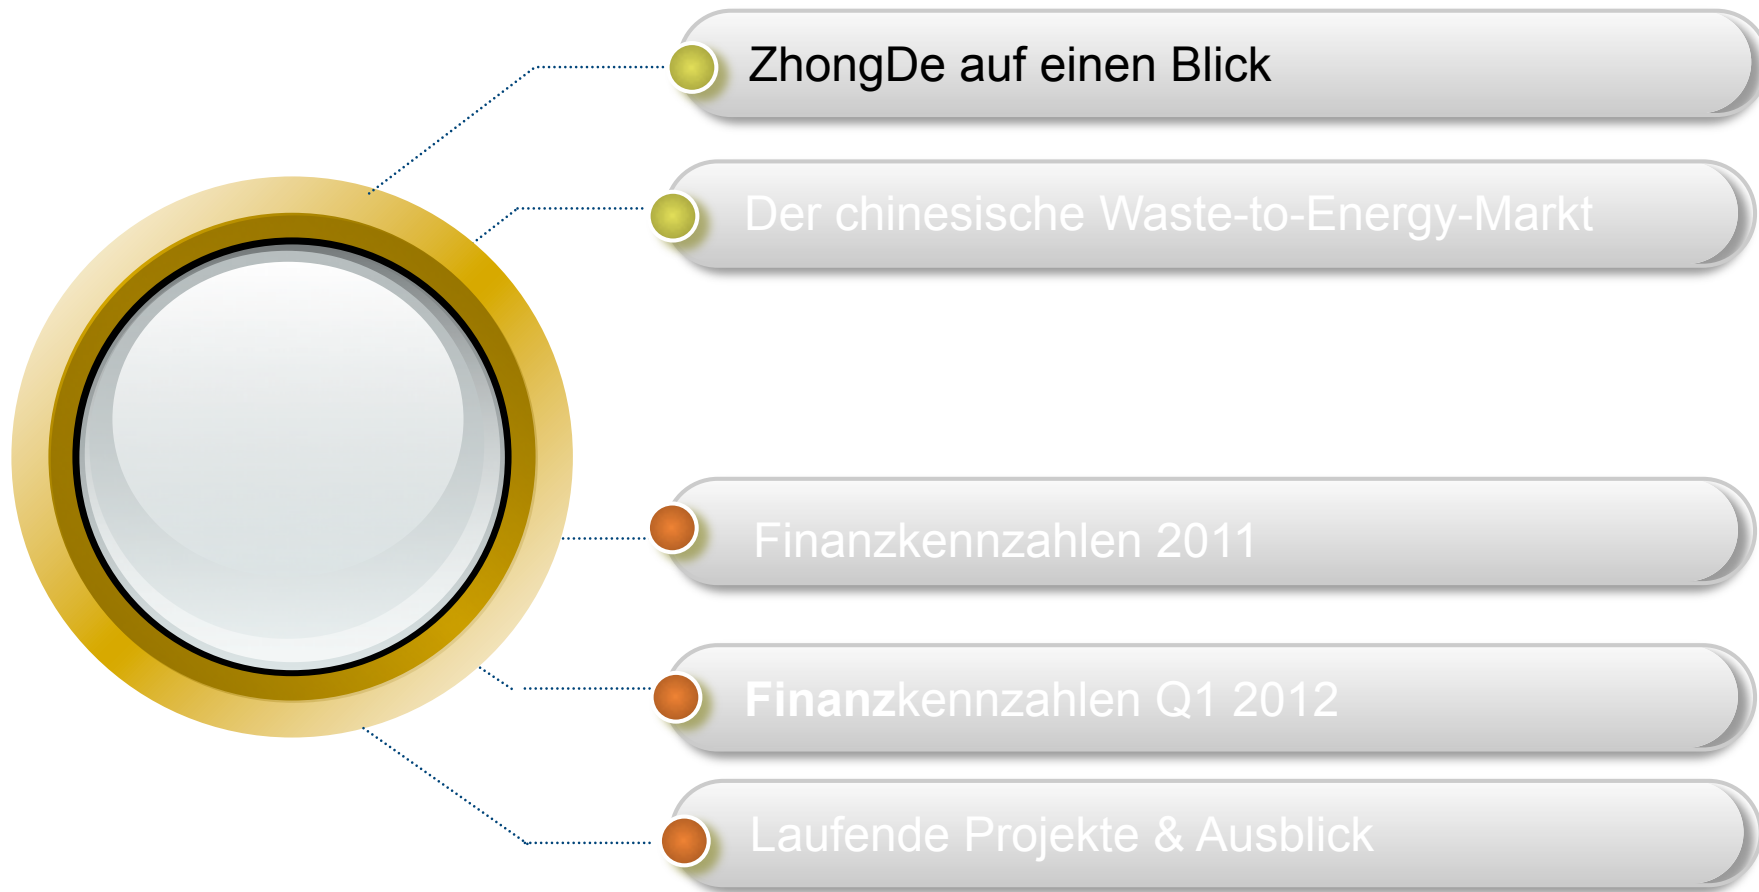 ZhongDe auf einen Blick
Der chinesische Waste-to-Energy-Markt
Finanzkennzahlen 2011
Finanzkennzahlen Q1 2012
Laufende Projekte & Ausblick